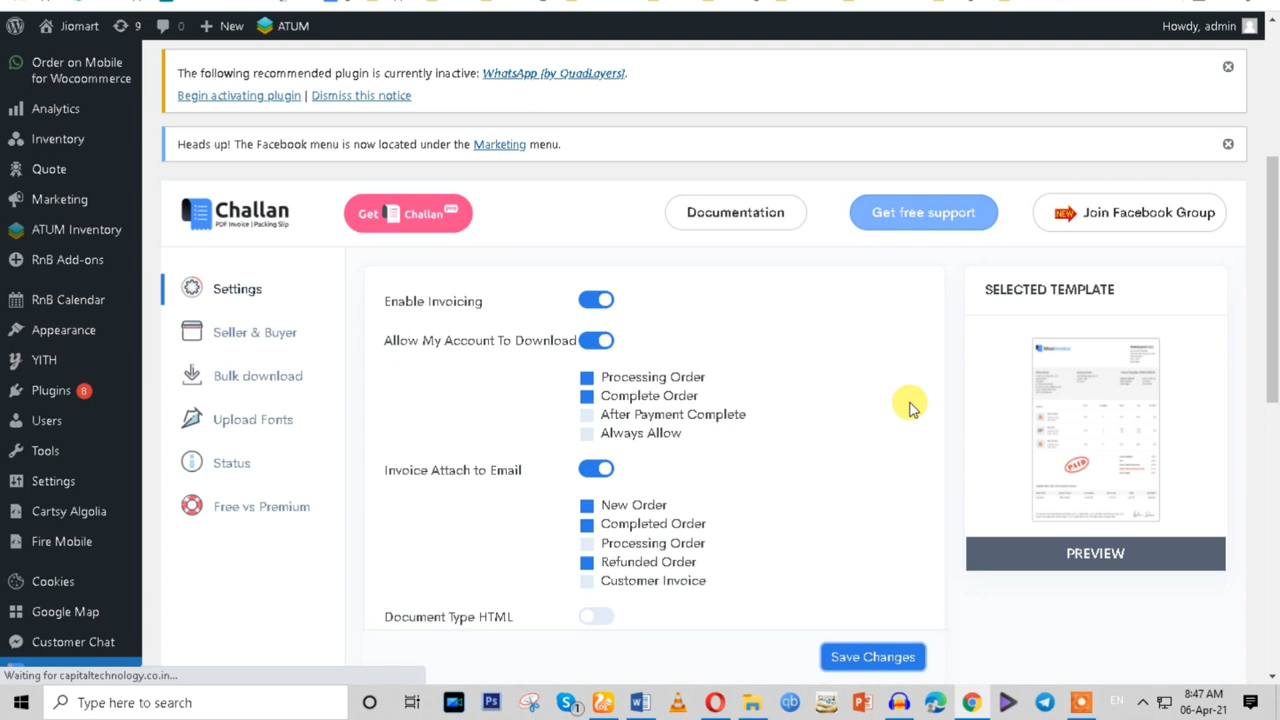 Jiomart
9
0
New
ATUM
Howdy, admin
Order on Mobile
for Wocommerce
Analytics
Inventory
Quote
Marketing
ATUM Inventory
RnB Add-ons
RnB Calendar
Appearance
YITH
Plugins 8
Users
Tools
Settings
Cartsy Algolia
Fire Mobile
Cookies
Google Map
Customer Chat
The following recommended plugin is currently inactive: WhatsApp [by QuadLayers].
Begin activating plugin | Dismiss this notice
Heads up! The Facebook menu is now located under the Marketing menu.
Challan
PDF Invoice | Packing Slip
Get Challan
Documentation
Get free support
NEW Join Facebook Group
Settings
Seller & Buyer
Bulk download
Upload Fonts
Status
Free vs Premium
Enable Invoicing
Allow My Account To Download
Processing Order
Complete Order
After Payment Complete
Always Allow
Invoice Attach to Email
New Order
Completed Order
Processing Order
Refunded Order
Customer Invoice
Document Type HTML
Save Changes
SELECTED TEMPLATE
PAID
PREVIEW
Waiting for capitaltechnology.co.in...
Type here to search
ENG
8:47 AM
06-Apr-21